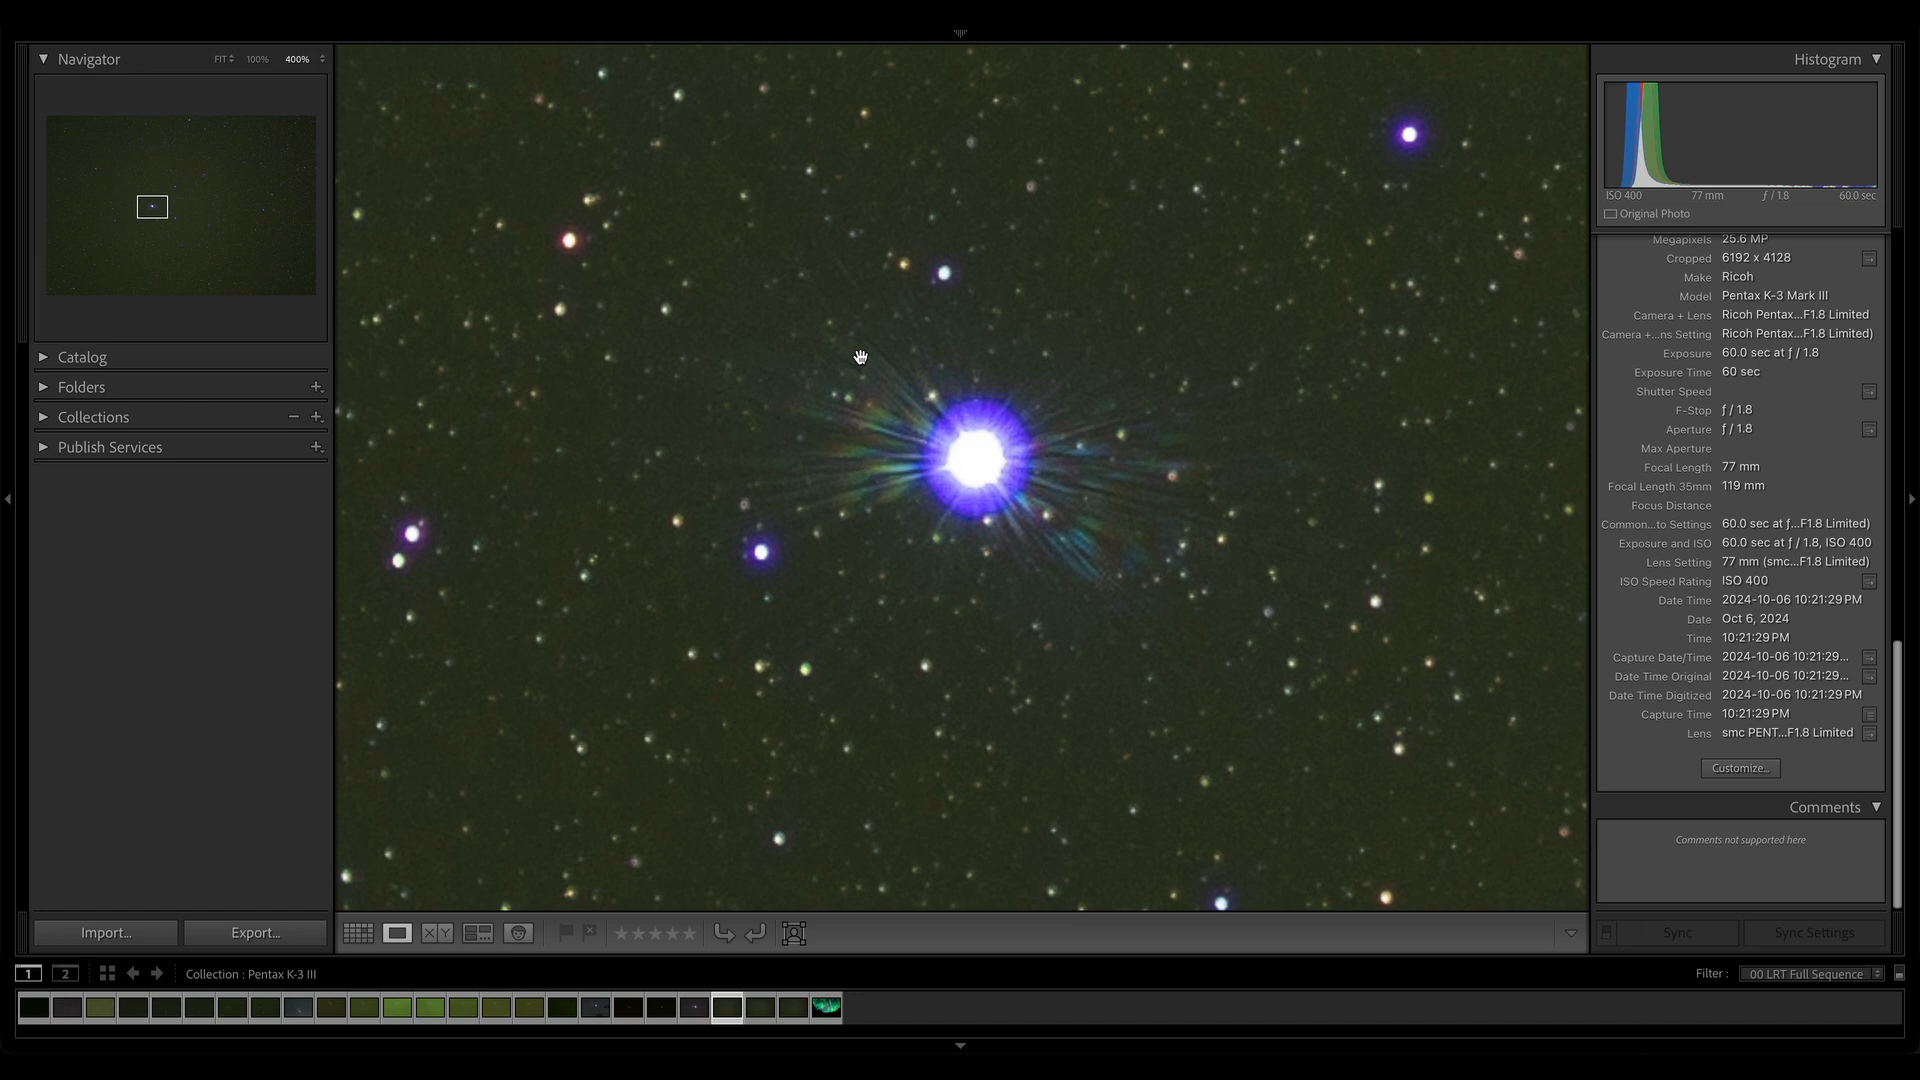 Navigator
FIT 100% 400%
Catalog
Folders
Collections
Publish Services
Import...
Export...
Histogram
ISO 400 77 mm ƒ / 1.8 60.0 sec
Original Photo
Megapixels 25.6 MP
Cropped 6192 x 4128
Make Ricoh
Model Pentax K-3 Mark III
Camera + Lens Ricoh Pentax...F1.8 Limited
Camera +...ns Setting Ricoh Pentax...F1.8 Limited)
Exposure 60.0 sec at ƒ / 1.8
Exposure Time 60 sec
Shutter Speed
F-Stop ƒ / 1.8
Aperture ƒ / 1.8
Max Aperture
Focal Length 77 mm
Focal Length 35mm 119 mm
Focus Distance
Common...to Settings 60.0 sec at ƒ...F1.8 Limited)
Exposure and ISO 60.0 sec at ƒ / 1.8, ISO 400
Lens Setting 77 mm (smc...F1.8 Limited)
ISO Speed Rating ISO 400
Date Time 2024-10-06 10:21:29 PM
Date Oct 6, 2024
Time 10:21:29 PM
Capture Date/Time 2024-10-06 10:21:29...
Date Time Original 2024-10-06 10:21:29...
Date Time Digitized 2024-10-06 10:21:29 PM
Capture Time 10:21:29 PM
Lens smc PENT...F1.8 Limited
Customize...
Comments
Comments not supported here
Sync Sync Settings
X Y
1 2 Collection : Pentax K-3 III
Filter : 00 LRT Full Sequence